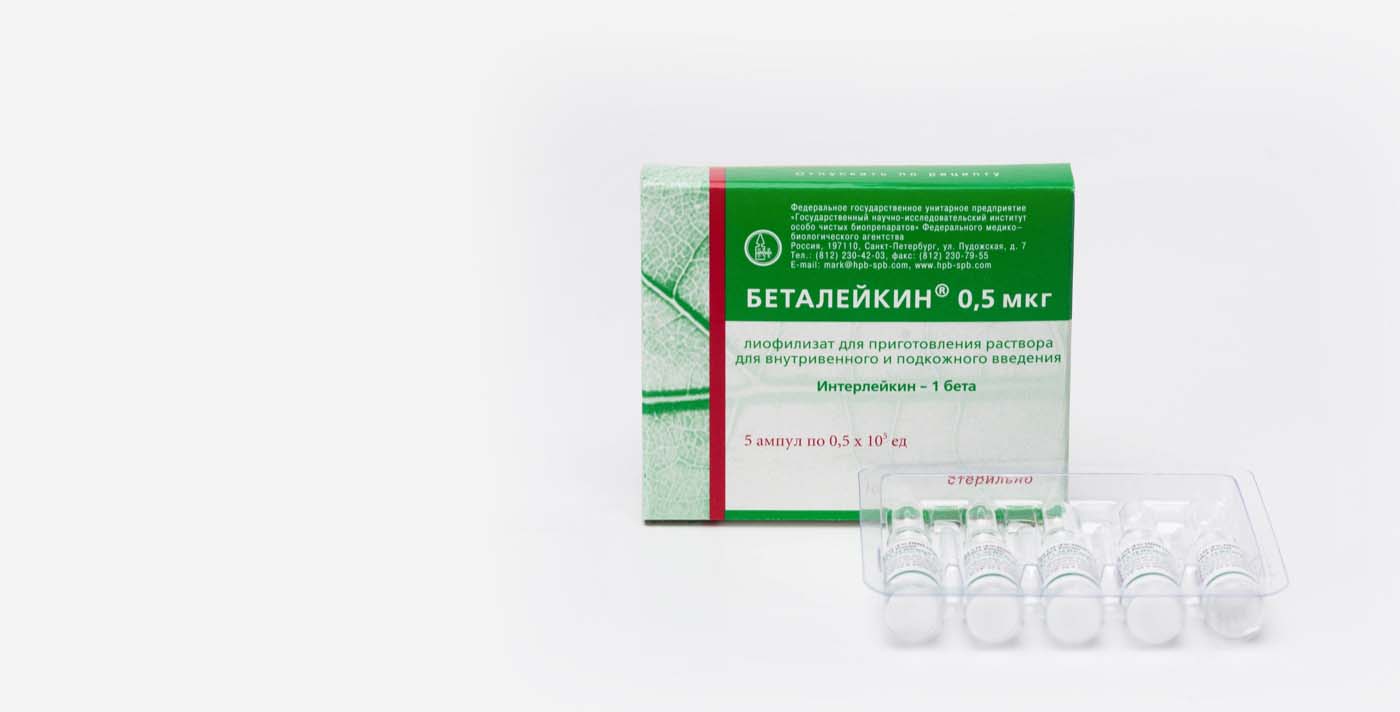 Отпускать по рецепту
Федеральное государственное унитарное предприятие
«Государственный научно-исследовательский институт
особо чистых биопрепаратов» Федерального медико-
биологического агентства
Россия, 197110, Санкт-Петербург, ул. Пудожская, д. 7
Тел.: (812) 230-42-03, факс: (812) 230-79-55
E-mail: mark@hpb-spb.com, www.hpb-spb.com
БЕТАЛЕЙКИН® 0,5 мкг
лиофилизат для приготовления раствора
для внутривенного и подкожного введения
Интерлейкин – 1 бета
5 ампул по 0,5 x 10⁵ ед
стерильно